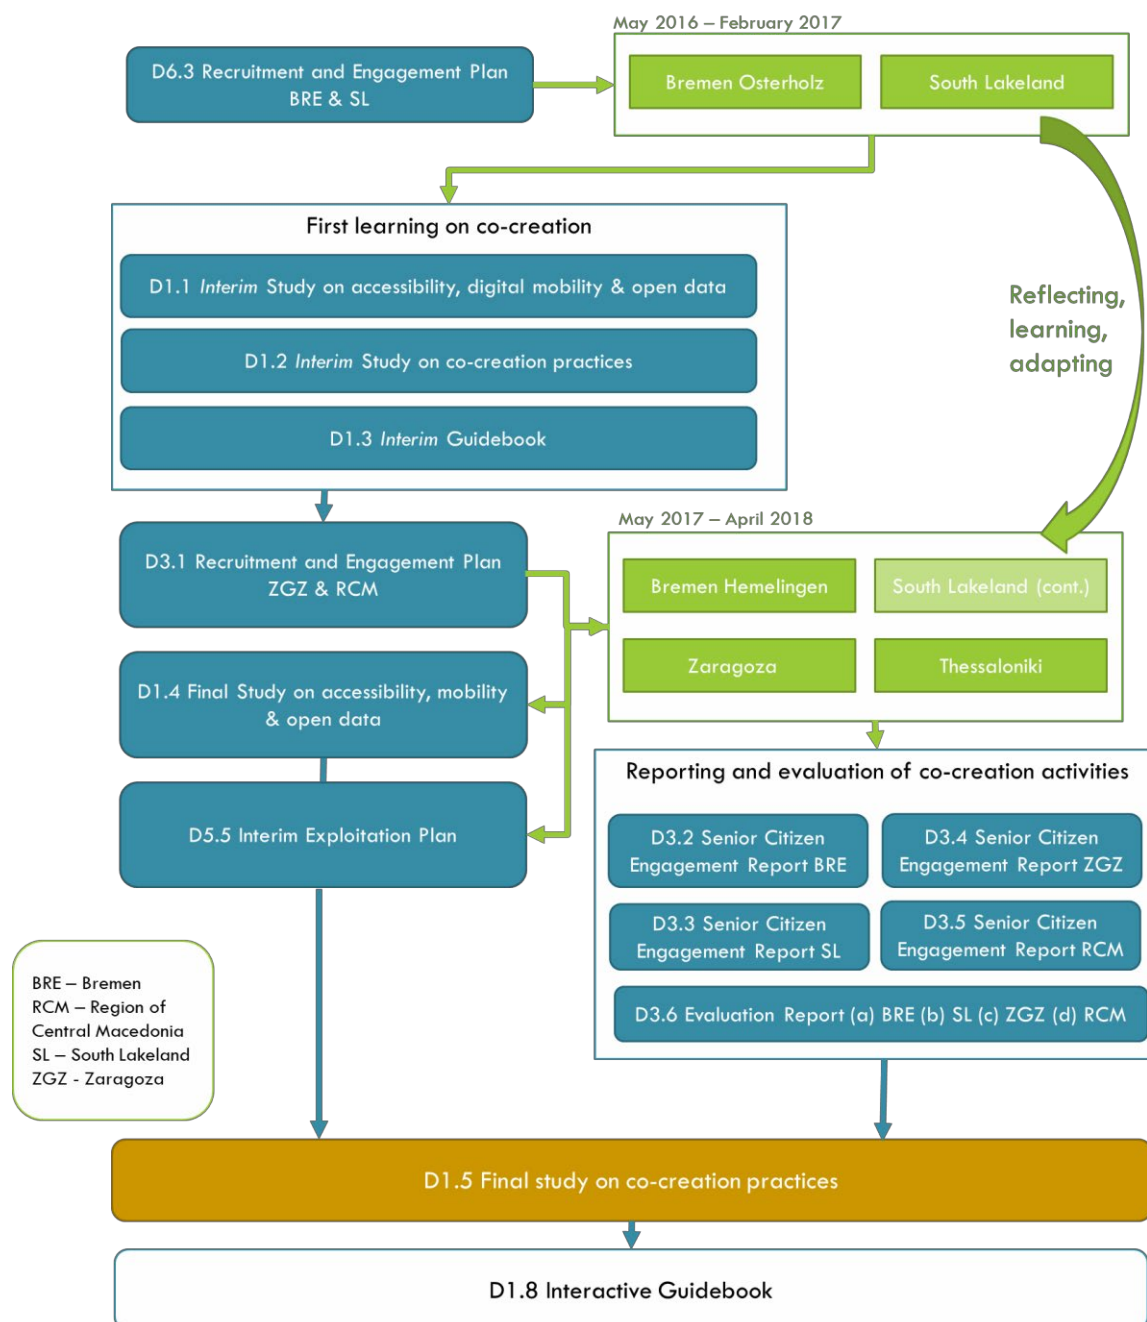 May 2016 – February 2017
D6.3 Recruitment and Engagement Plan
BRE & SL
Bremen Osterholz
South Lakeland
First learning on co-creation
D1.1 Interim Study on accessibility, digital mobility & open data
D1.2 Interim Study on co-creation practices
D1.3 Interim Guidebook
Reflecting,
learning,
adapting
May 2017 – April 2018
D3.1 Recruitment and Engagement Plan
ZGZ & RCM
Bremen Hemelingen
South Lakeland (cont.)
Zaragoza
Thessaloniki
D1.4 Final Study on accessibility, mobility
& open data
D5.5 Interim Exploitation Plan
Reporting and evaluation of co-creation activities
D3.2 Senior Citizen
Engagement Report BRE
D3.4 Senior Citizen
Engagement Report ZGZ
D3.3 Senior Citizen
Engagement Report SL
D3.5 Senior Citizen
Engagement Report RCM
D3.6 Evaluation Report (a) BRE (b) SL (c) ZGZ (d) RCM
BRE – Bremen
RCM – Region of
Central Macedonia
SL – South Lakeland
ZGZ - Zaragoza
D1.5 Final study on co-creation practices
D1.8 Interactive Guidebook